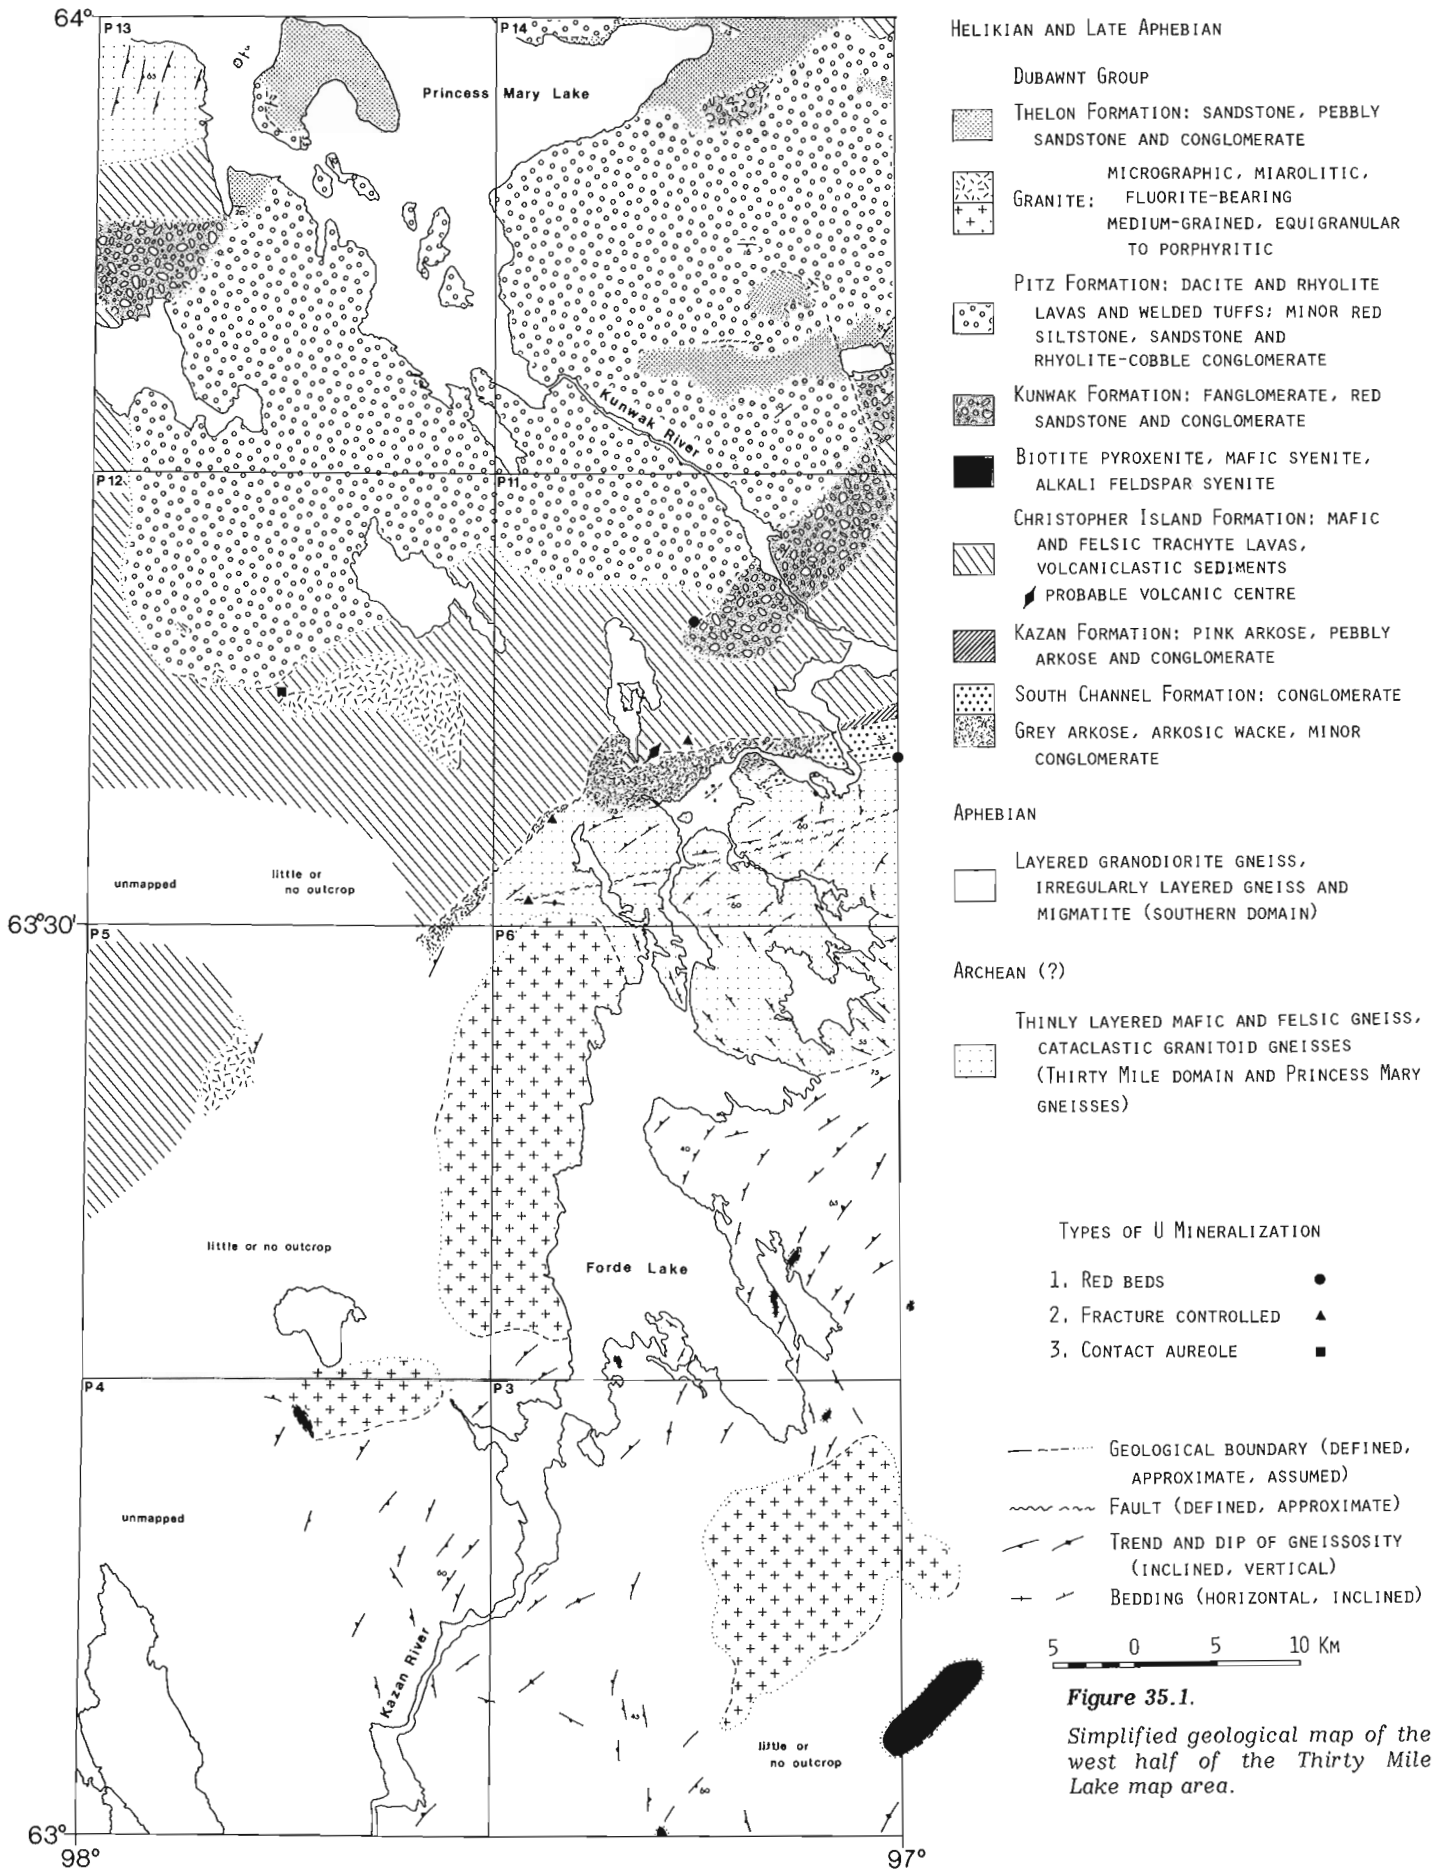 64°
P13
P14
63
Princess Mary Lake
Kunwak River
P12
P11
60
unmapped
little or
no outcrop
60
63°30'
P5
P6
55
75
40
65
little or no outcrop
Forde Lake
P4
P3
unmapped
60
Kazan River
45
little or
no outcrop
60
63°
98°
97°
HELIKIAN AND LATE APHEBIAN
DUBAWNT GROUP
THELON FORMATION: SANDSTONE, PEBBLY
SANDSTONE AND CONGLOMERATE
GRANITE:
MICROGRAPHIC, MIAROLITIC,
FLUORITE-BEARING
MEDIUM-GRAINED, EQUIGRANULAR
TO PORPHYRITIC
PITZ FORMATION: DACITE AND RHYOLITE
LAVAS AND WELDED TUFFS; MINOR RED
SILTSTONE, SANDSTONE AND
RHYOLITE-COBBLE CONGLOMERATE
KUNWAK FORMATION: FANGLOMERATE, RED
SANDSTONE AND CONGLOMERATE
BIOTITE PYROXENITE, MAFIC SYENITE,
ALKALI FELDSPAR SYENITE
CHRISTOPHER ISLAND FORMATION: MAFIC
AND FELSIC TRACHYTE LAVAS,
VOLCANICLASTIC SEDIMENTS
PROBABLE VOLCANIC CENTRE
KAZAN FORMATION: PINK ARKOSE, PEBBLY
ARKOSE AND CONGLOMERATE
SOUTH CHANNEL FORMATION: CONGLOMERATE
GREY ARKOSE, ARKOSIC WACKE, MINOR
CONGLOMERATE
APHEBIAN
LAYERED GRANODIORITE GNEISS,
IRREGULARLY LAYERED GNEISS AND
MIGMATITE (SOUTHERN DOMAIN)
ARCHEAN (?)
THINLY LAYERED MAFIC AND FELSIC GNEISS,
CATACLASTIC GRANITOID GNEISSES
(THIRTY MILE DOMAIN AND PRINCESS MARY
GNEISSES)
TYPES OF U MINERALIZATION
1. RED BEDS
2. FRACTURE CONTROLLED
3. CONTACT AUREOLE
GEOLOGICAL BOUNDARY (DEFINED,
APPROXIMATE, ASSUMED)
FAULT (DEFINED, APPROXIMATE)
TREND AND DIP OF GNEISSOSITY
(INCLINED, VERTICAL)
BEDDING (HORIZONTAL, INCLINED)
5 0 5 10 KM
Figure 35.1.
Simplified geological map of the
west half of the Thirty Mile
Lake map area.